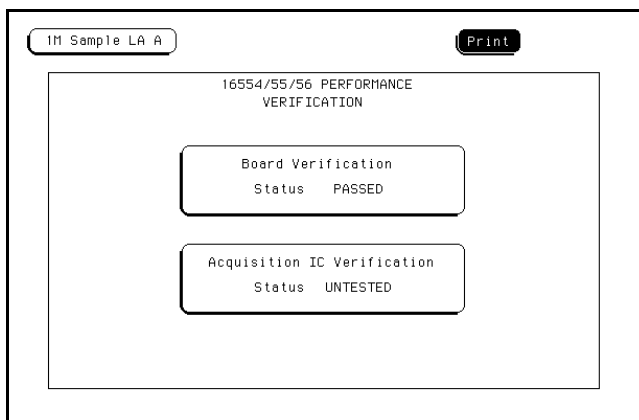 1M Sample LA A
Print
16554/55/56 PERFORMANCE
VERIFICATION
Board Verification
Status PASSED
Acquisition IC Verification
Status UNTESTED